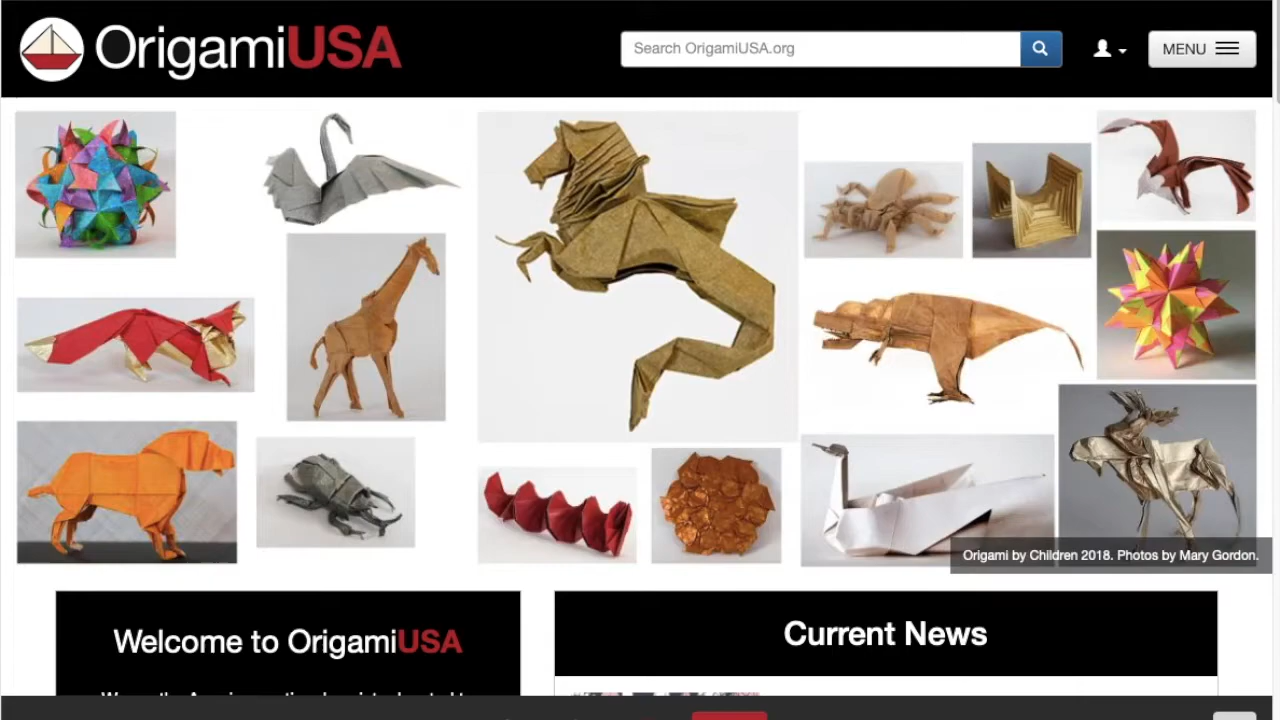 OrigamiUSA
Search OrigamiUSA.org
MENU
Origami by Children 2018. Photos by Mary Gordon.
Welcome to OrigamiUSA
Current News